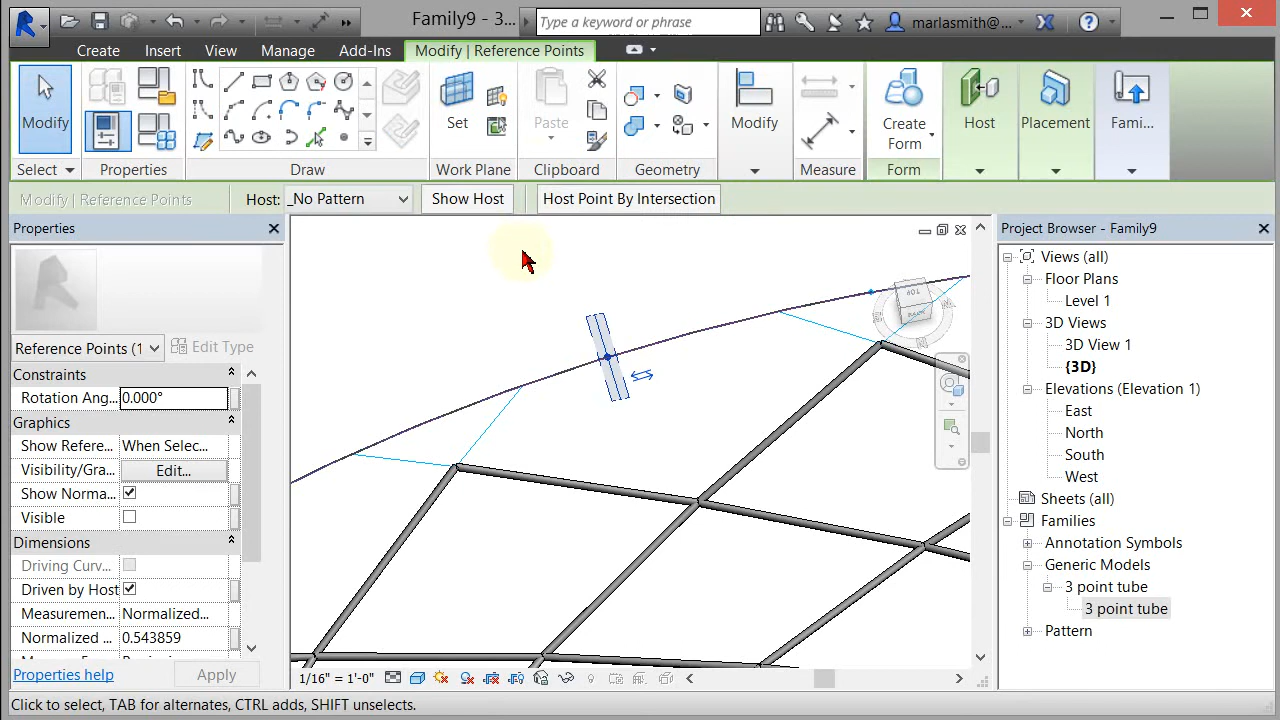 Family9 - 3...
Type a keyword or phrase
marlasmith@...
Create
Insert
View
Manage
Add-Ins
Modify | Reference Points
Modify
Set
Paste
Modify
Create
Form
Host
Placement
Fami...
Select
Properties
Draw
Work Plane
Clipboard
Geometry
Measure
Form
Modify | Reference Points
Host:
_No Pattern
Show Host
Host Point By Intersection
Properties
Reference Points (1
Edit Type
Constraints
Rotation Ang...
0.000°
Graphics
Show Refere...
When Selec...
Visibility/Gra...
Edit...
Show Norma...
Visible
Dimensions
Driving Curv...
Driven by Host
Measuremen...
Normalized...
Normalized ...
0.543859
Properties help
Apply
TOP
1/16" = 1'-0"
Project Browser - Family9
Views (all)
Floor Plans
Level 1
3D Views
3D View 1
{3D}
Elevations (Elevation 1)
East
North
South
West
Sheets (all)
Families
Annotation Symbols
Generic Models
3 point tube
3 point tube
Pattern
Click to select, TAB for alternates, CTRL adds, SHIFT unselects.